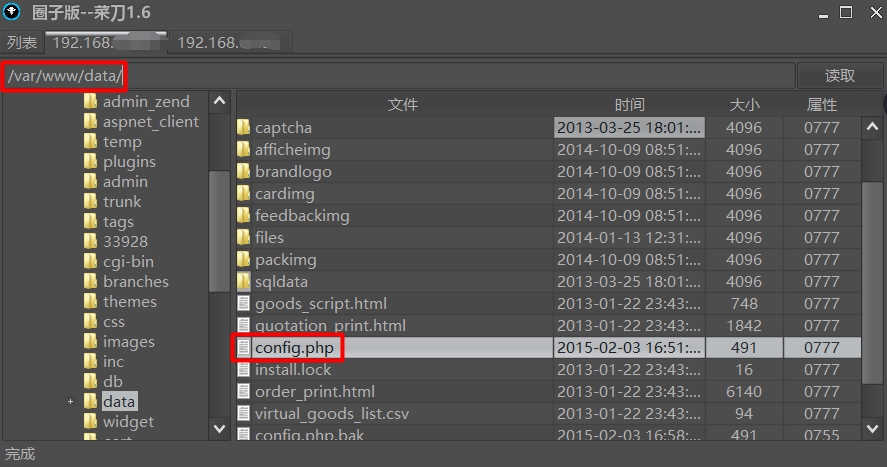 圈子版--菜刀1.6
列表 192.168. 192.168.
/var/www/data/ 读取
文件 时间 大小 属性
admin_zend
aspnet_client
temp
plugins
admin
trunk
tags
33928
cgi-bin
branches
themes
css
images
inc
db
data
widget
captcha 2013-03-25 18:01:... 4096 0777
afficheimg 2014-10-09 08:51:... 4096 0777
brandlogo 2014-10-09 08:51:... 4096 0777
cardimg 2014-10-09 08:51:... 4096 0777
feedbackimg 2014-10-09 08:51:... 4096 0777
files 2014-01-13 12:31:... 4096 0777
packimg 2014-10-09 08:51:... 4096 0777
sqldata 2013-03-25 18:01:... 4096 0777
goods_script.html 2013-01-22 23:43:... 748 0777
quotation_print.html 2013-01-22 23:43:... 1842 0777
config.php 2015-02-03 16:51:... 491 0777
install.lock 2013-01-22 23:43:... 16 0777
order_print.html 2013-01-22 23:43:... 6140 0777
virtual_goods_list.csv 2013-01-22 23:43:... 94 0777
config.php.bak 2015-02-03 16:58:... 491 0755
完成